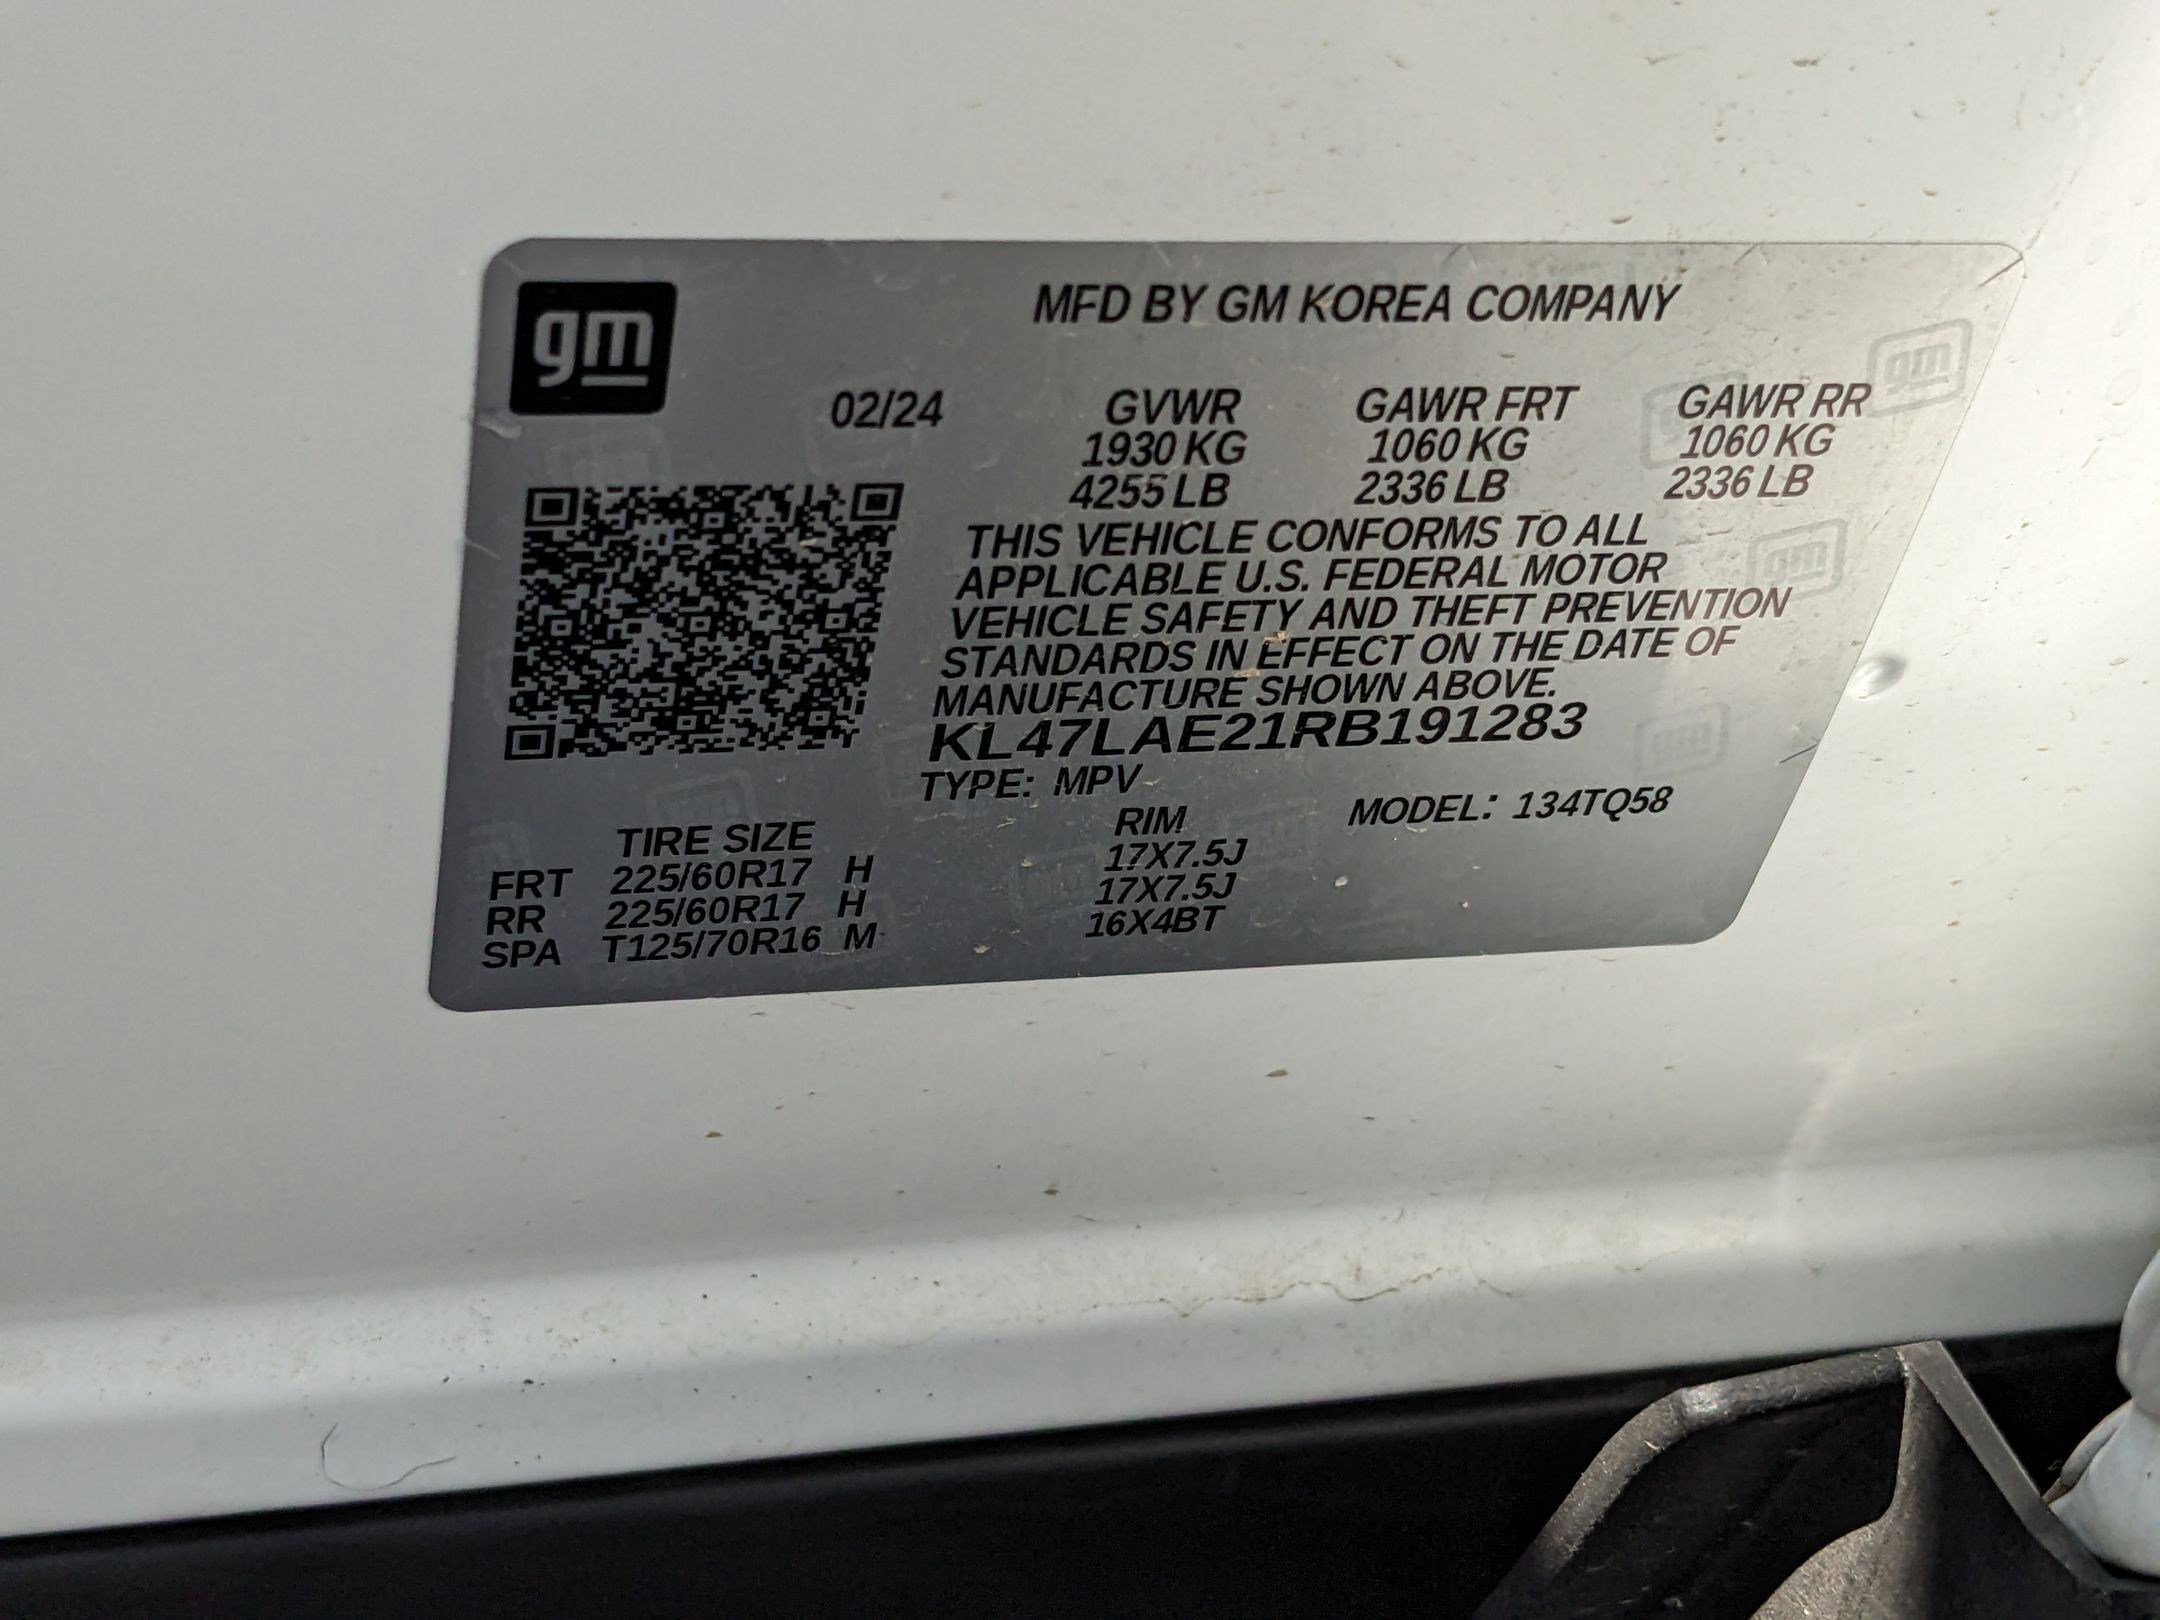 gm
MFD BY GM KOREA COMPANY
02/24 GVWR GAWR FRT GAWR RR
1930 KG 1060 KG 1060 KG
4255 LB 2336 LB 2336 LB
THIS VEHICLE CONFORMS TO ALL
APPLICABLE U.S. FEDERAL MOTOR
VEHICLE SAFETY AND THEFT PREVENTION
STANDARDS IN EFFECT ON THE DATE OF
MANUFACTURE SHOWN ABOVE.
KL47LAE21RB191283
TYPE: MPV MODEL: 134TQ58
TIRE SIZE RIM
FRT 225/60R17 H 17X7.5J
RR 225/60R17 H 17X7.5J
SPA T125/70R16 M 16X4BT